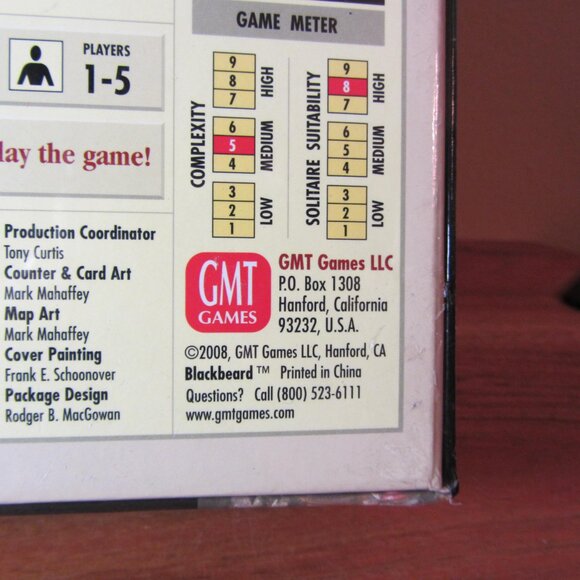 PLAYERS
1-5
lay the game!
Production Coordinator
Tony Curtis
Counter & Card Art
Mark Mahaffey
Map Art
Mark Mahaffey
Cover Painting
Frank E. Schoonover
Package Design
Rodger B. MacGowan
GAME METER
COMPLEXITY
9
8
7
HIGH
6
5
4
MEDIUM
3
2
1
LOW
SOLITAIRE SUITABILITY
9
8
7
HIGH
6
5
4
MEDIUM
3
2
1
LOW
GMT
GAMES
GMT Games LLC
P.O. Box 1308
Hanford, California
93232, U.S.A.
©2008, GMT Games LLC, Hanford, CA
Blackbeard™ Printed in China
Questions? Call (800) 523-6111
www.gmtgames.com